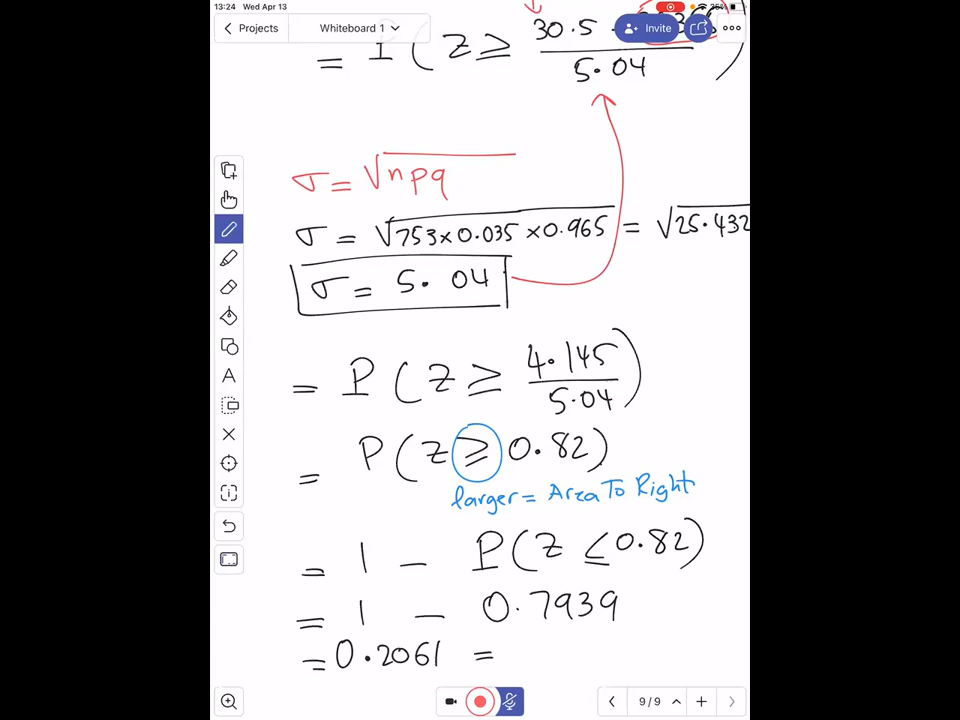 13:24 Wed Apr 13
Projects
Whiteboard 1
Invite
= P ( Z ≥ 30.5 · / 5.04 )
σ = √npq
σ = √753×0.035×0.965 = √25.432
σ = 5.04
= P ( Z ≥ 4.145 / 5.04 )
= P ( Z ≥ 0.82 )
larger = Area To Right
= 1 − P ( Z ≤ 0.82 )
= 1 − 0.7939
= 0.2061 =
A
9/9